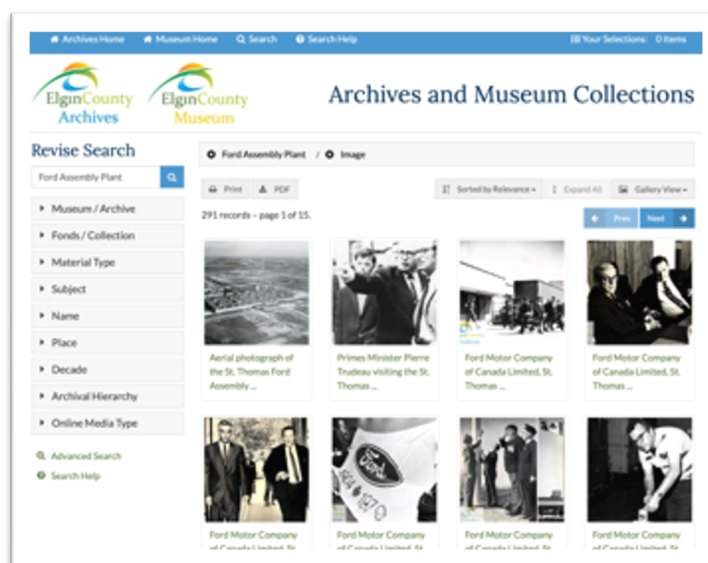 Archives Home Museum Home Search Search Help Your Selections: 0 Items
ElginCounty Archives
ElginCounty Museum
Archives and Museum Collections
Revise Search
Ford Assembly Plant
Museum / Archive
Fonds / Collection
Material Type
Subject
Name
Place
Decade
Archival Hierarchy
Online Media Type
Advanced Search
Search Help
Ford Assembly Plant / Image
Print PDF
Sorted by Relevance Expand All Gallery View
291 records – page 1 of 15.
Prev Next
Aerial photograph of
the St. Thomas Ford
Assembly ...
Primes Minister Pierre
Trudeau visiting the St.
Thomas ...
Ford Motor Company
of Canada Limited, St.
Thomas ...
Ford Motor Company
of Canada Limited, St.
Thomas ...
Ford
Ford Motor Company
of Canada Limited, St.
Ford Motor Company
of Canada Limited, St.
Ford Motor Company
of Canada Limited, St.
Ford Motor Company
of Canada Limited, St.